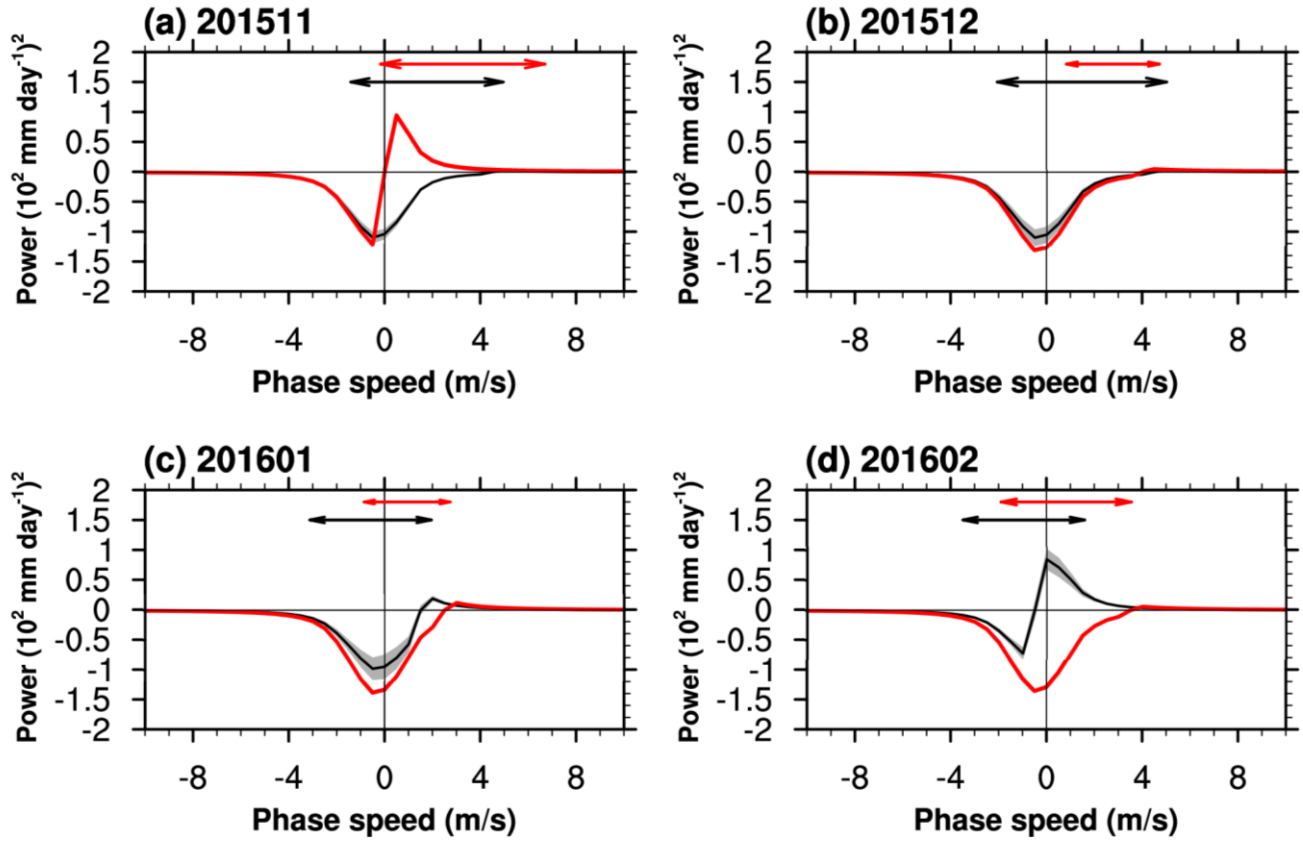 (a) 201511
Power (10² mm day⁻¹)²
2
1.5
1
0.5
0
-0.5
-1
-1.5
-2
-8 -4 0 4 8
Phase speed (m/s)
(b) 201512
Power (10² mm day⁻¹)²
2
1.5
1
0.5
0
-0.5
-1
-1.5
-2
-8 -4 0 4 8
Phase speed (m/s)
(c) 201601
Power (10² mm day⁻¹)²
2
1.5
1
0.5
0
-0.5
-1
-1.5
-2
-8 -4 0 4 8
Phase speed (m/s)
(d) 201602
Power (10² mm day⁻¹)²
2
1.5
1
0.5
0
-0.5
-1
-1.5
-2
-8 -4 0 4 8
Phase speed (m/s)